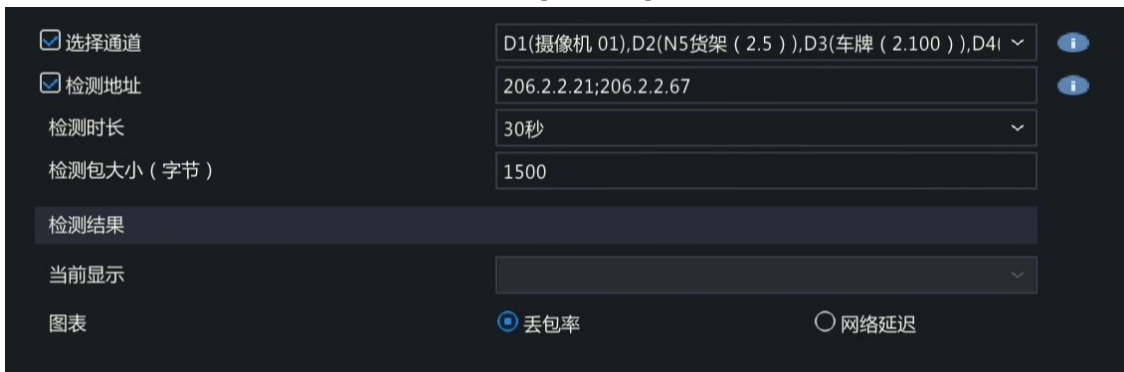 选择通道
D1(摄像机 01),D2(N5货架（2.5）),D3(车牌（2.100）),D4(
检测地址
206.2.2.21;206.2.2.67
检测时长
30秒
检测包大小（字节）
1500
检测结果
当前显示
图表
丢包率
网络延迟